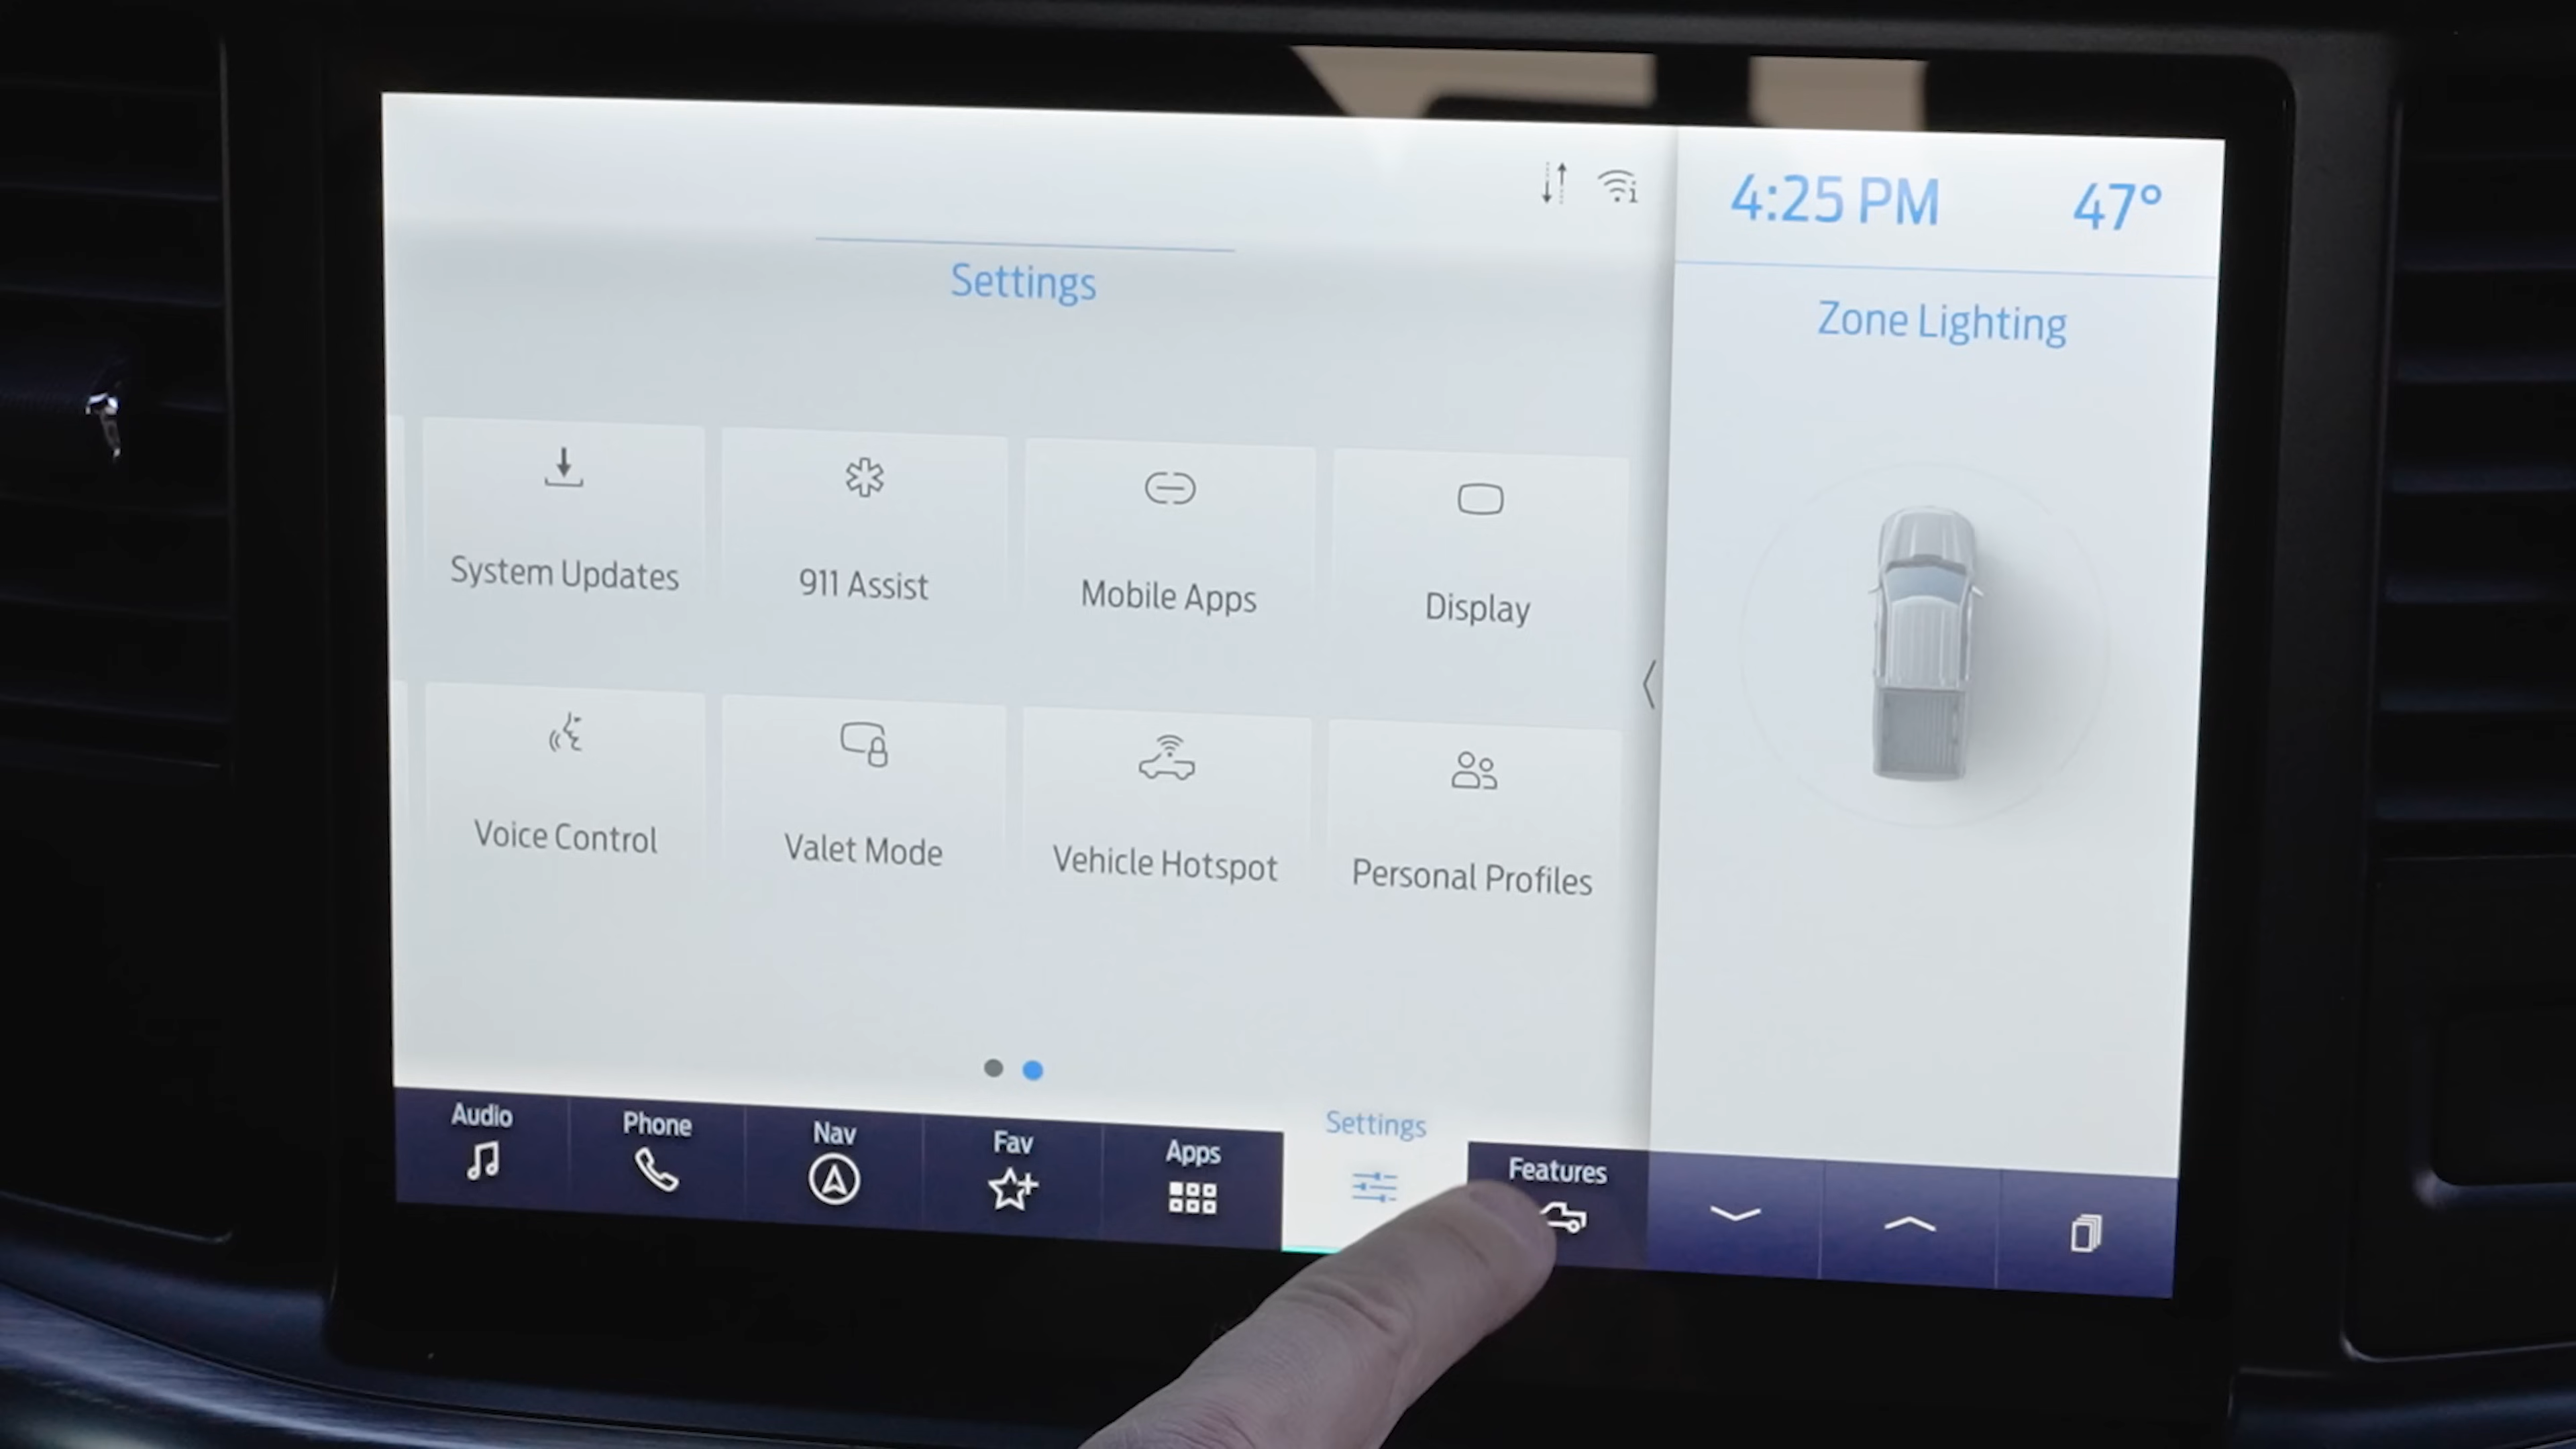 4:25 PM 47°
Settings
Zone Lighting
System Updates
911 Assist
Mobile Apps
Display
Voice Control
Valet Mode
Vehicle Hotspot
Personal Profiles
Audio
Phone
Nav
Fav
Apps
Settings
Features